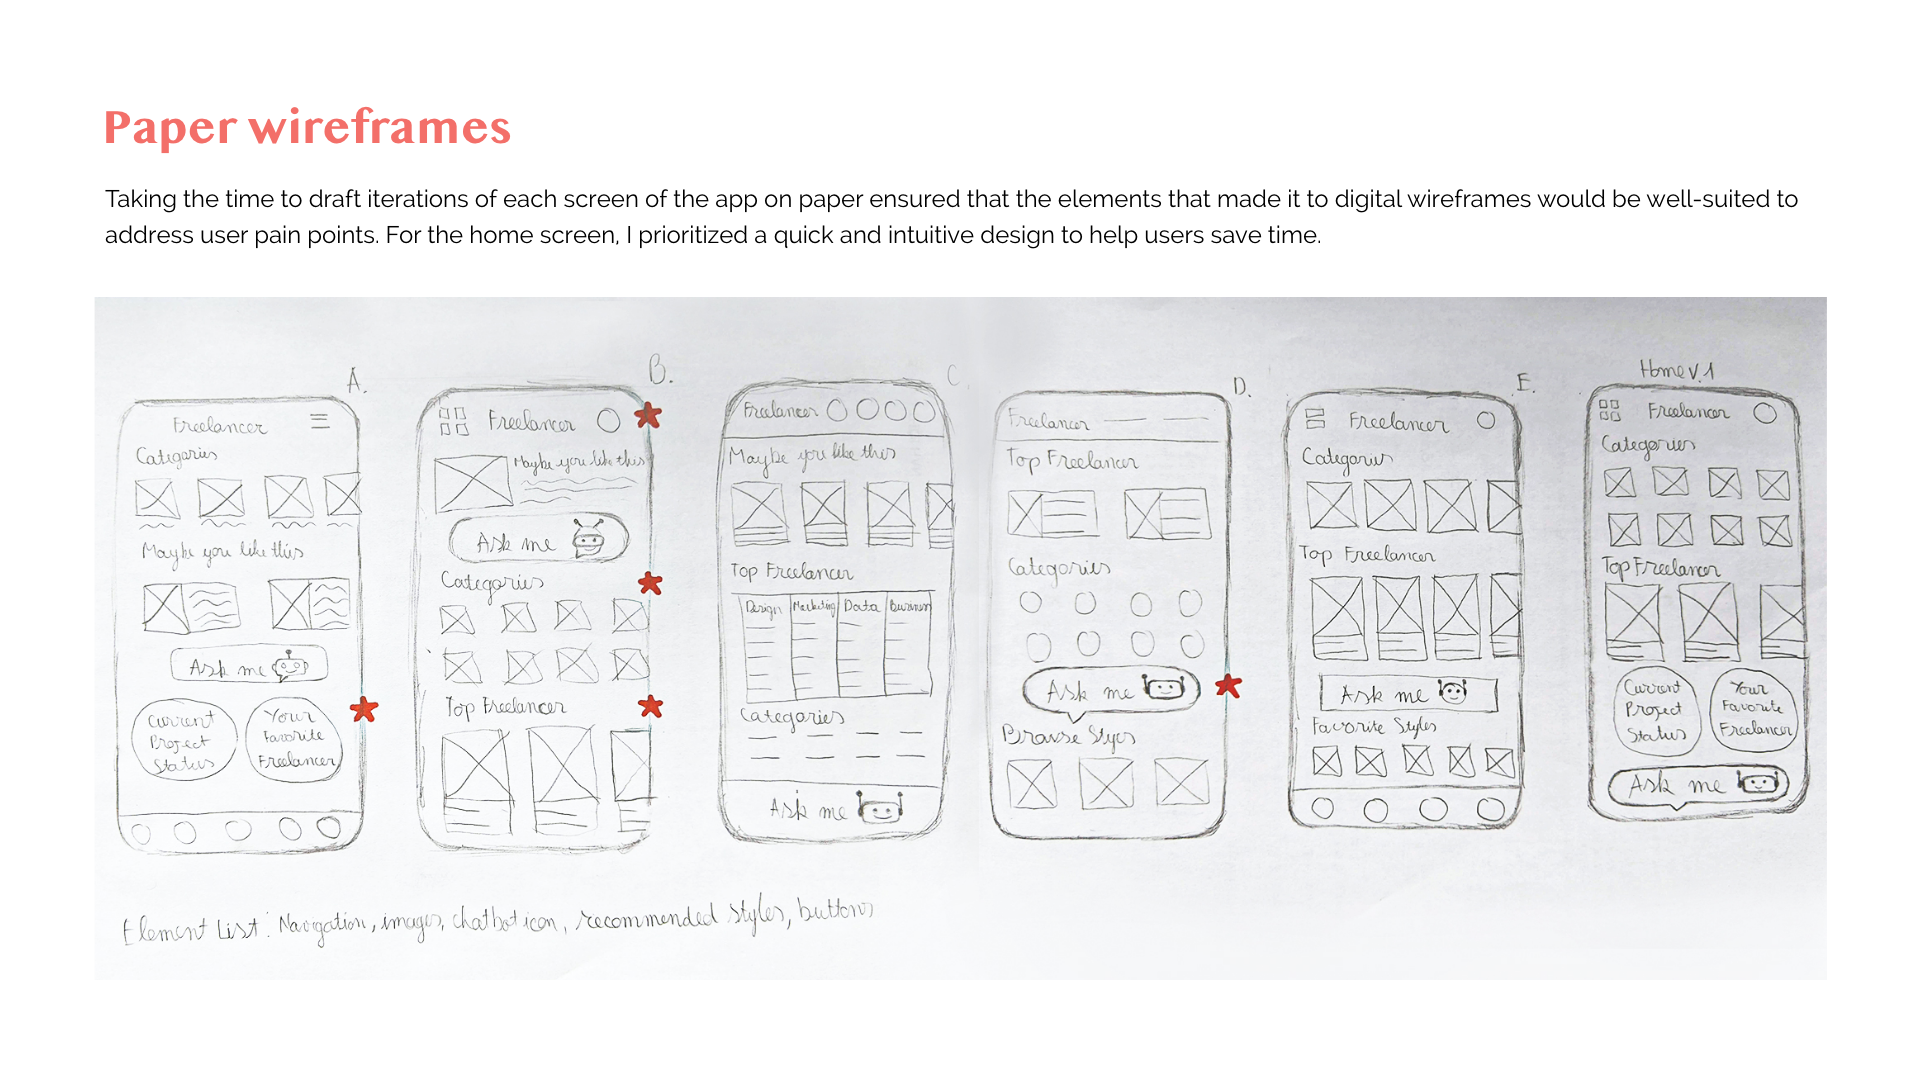 Paper wireframes
Taking the time to draft iterations of each screen of the app on paper ensured that the elements that made it to digital wireframes would be well-suited to
address user pain points. For the home screen, I prioritized a quick and intuitive design to help users save time.
A.
Freelancer
Categories
Maybe you like this
Ask me
Current
Project
Status
Your
Favorite
Freelancer
B.
Freelancer
Maybe you like this
Ask me
Categories
Top Freelancer
C.
Freelancer
Maybe you like this
Top Freelancer
Design Marketing Data Business
Categories
Ask me
D.
Freelancer
Top Freelancer
Categories
Ask me
Browse Styes
E.
Freelancer
Categories
Top Freelancer
Ask me
Favorite Styles
Home V.1
Freelancer
Categories
Top Freelancer
Current
Project
Status
Your
Favorite
Freelancer
Ask me
Element List: Navigation, images, chatbot icon, recommended styles, buttons